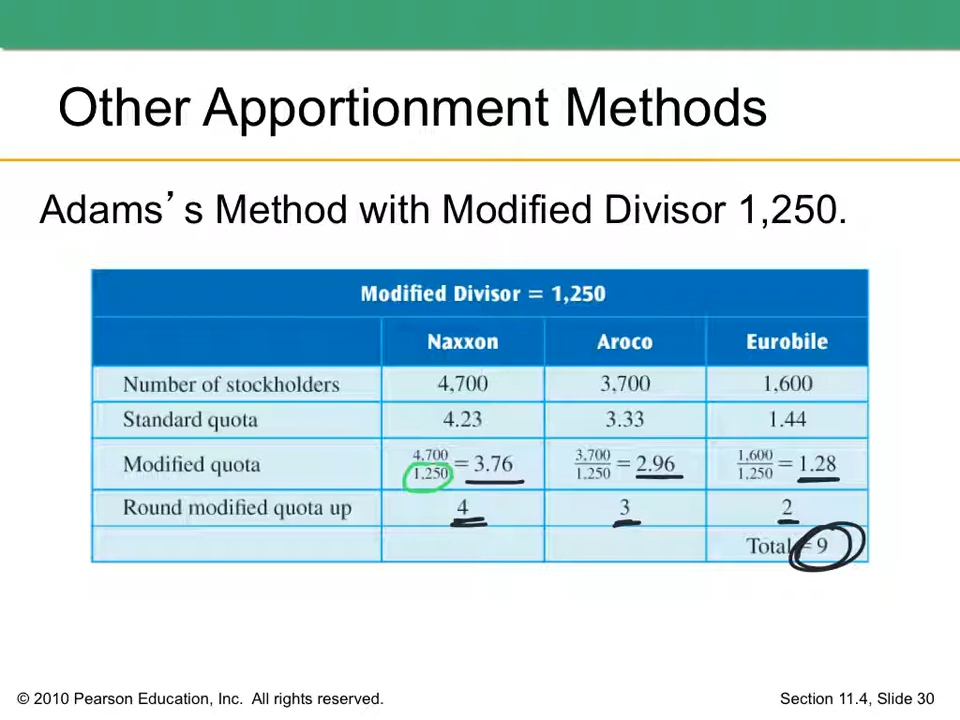 Other Apportionment Methods
Adams's Method with Modified Divisor 1,250.
Modified Divisor = 1,250
Naxxon Aroco Eurobile
Number of stockholders 4,700 3,700 1,600
Standard quota 4.23 3.33 1.44
Modified quota 4,700/1,250 = 3.76 3,700/1,250 = 2.96 1,600/1,250 = 1.28
Round modified quota up 4 3 2
Total = 9
© 2010 Pearson Education, Inc. All rights reserved. Section 11.4, Slide 30